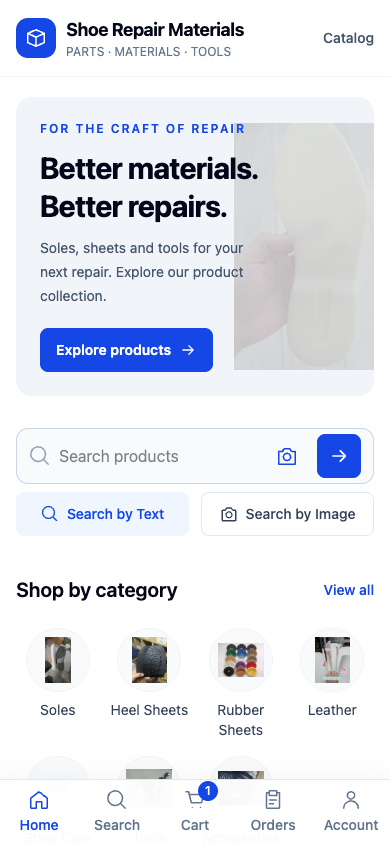 Shoe Repair Materials
PARTS · MATERIALS · TOOLS
Catalog
FOR THE CRAFT OF REPAIR
Better materials.
Better repairs.
Soles, sheets and tools for your
next repair. Explore our product
collection.
Explore products
Search products
Search by Text
Search by Image
Shop by category
View all
Soles
Heel Sheets
Rubber
Sheets
Leather
1
Home
Search
Cart
Orders
Account